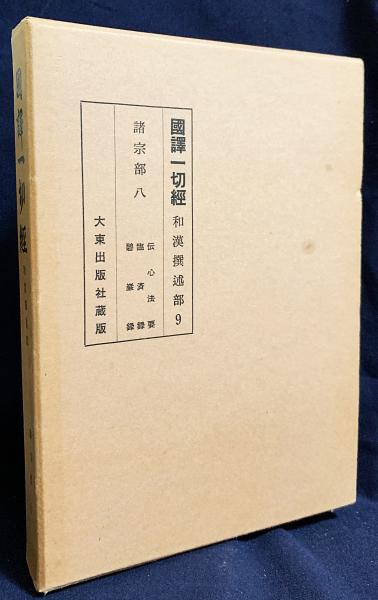 國譯一切經 和漢撰述部 9
諸宗部 八
伝心法要
臨済録
碧巌録
大東出版社蔵版
國譯一切經